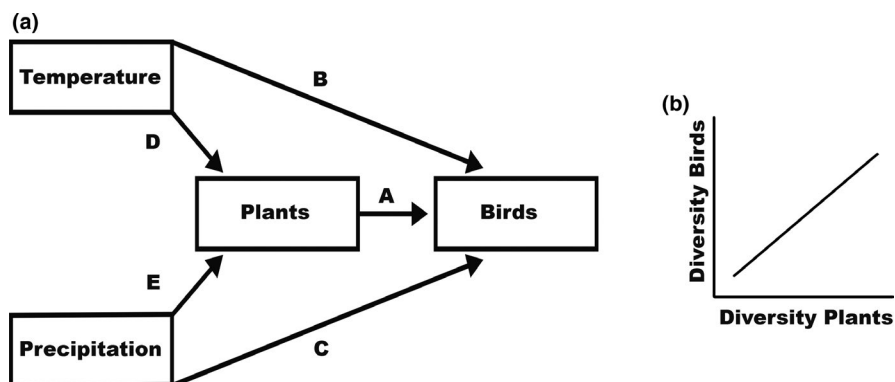 (a)
Temperature
B
D
(b)
Diversity Birds
Plants
A
Birds
E
Precipitation
C
Diversity Plants